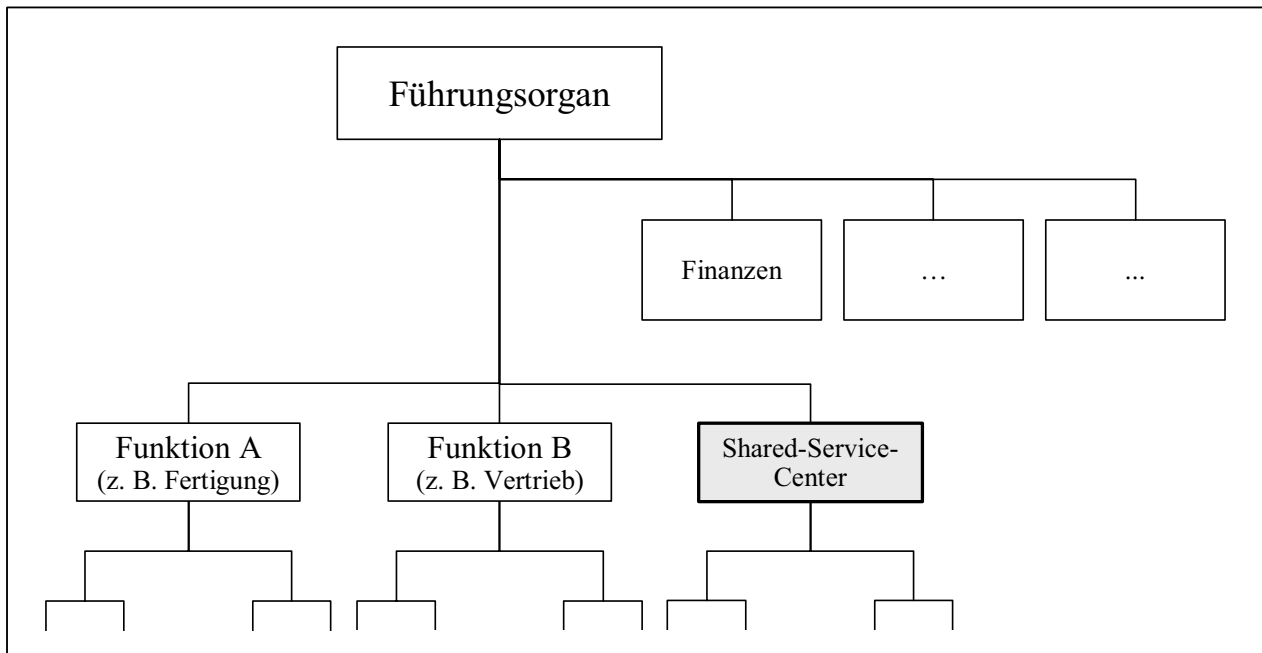 Führungsorgan
Finanzen
…
...
Funktion A
(z. B. Fertigung)
Funktion B
(z. B. Vertrieb)
Shared-Service-
Center